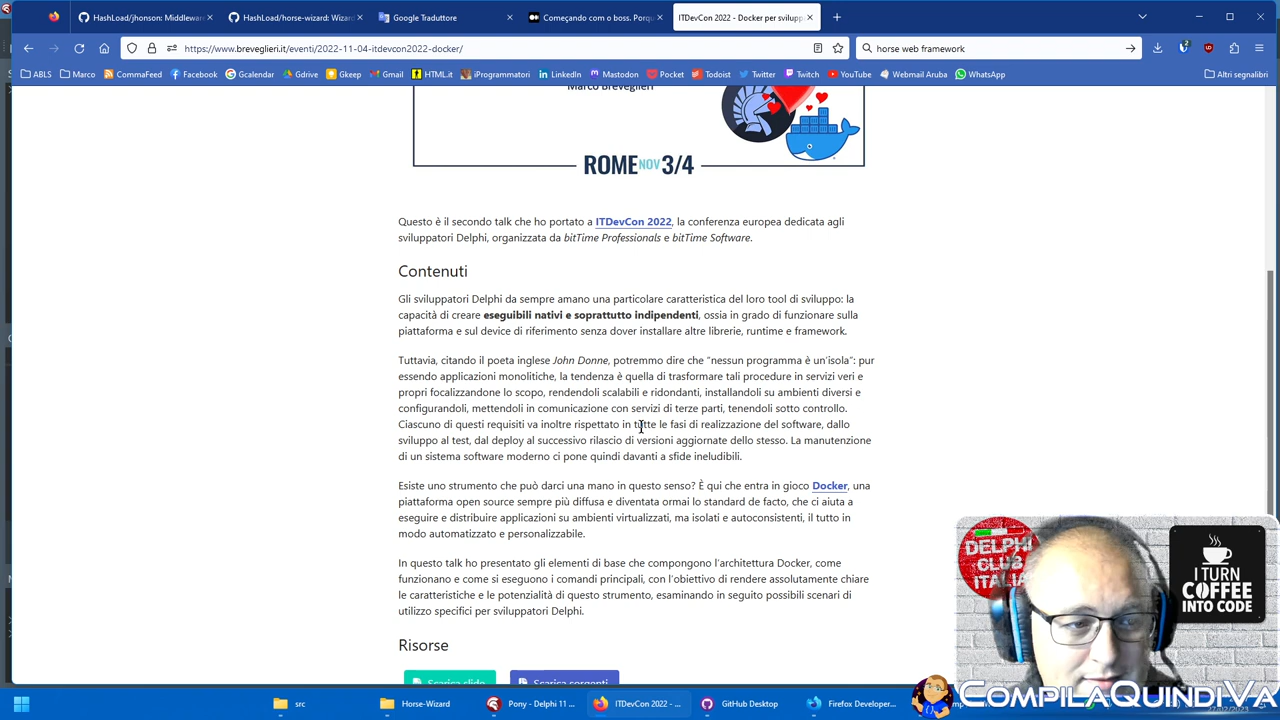 HashLoad/jhonson: Middleware
HashLoad/horse-wizard: Wizard
Google Traduttore
Começando com o boss. Porqu
ITDevCon 2022 - Docker per svilupp
https://www.breveglieri.it/eventi/2022-11-04-itdevcon2022-docker/
horse web framework
ABLS Marco CommaFeed Facebook Gcalendar Gdrive Gkeep Gmail HTML.it iProgrammatori LinkedIn Mastodon Pocket Todoist Twitter Twitch YouTube Webmail Aruba WhatsApp Altri segnalibri
Marco Breveglieri
ROME NOV 3/4
Questo è il secondo talk che ho portato a ITDevCon 2022, la conferenza europea dedicata agli
sviluppatori Delphi, organizzata da bitTime Professionals e bitTime Software.
Contenuti
Gli sviluppatori Delphi da sempre amano una particolare caratteristica del loro tool di sviluppo: la
capacità di creare eseguibili nativi e soprattutto indipendenti, ossia in grado di funzionare sulla
piattaforma e sul device di riferimento senza dover installare altre librerie, runtime e framework.
Tuttavia, citando il poeta inglese John Donne, potremmo dire che “nessun programma è un’isola”: pur
essendo applicazioni monolitiche, la tendenza è quella di trasformare tali procedure in servizi veri e
propri focalizzandone lo scopo, rendendoli scalabili e ridondanti, installandoli su ambienti diversi e
configurandoli, mettendoli in comunicazione con servizi di terze parti, tenendoli sotto controllo.
Ciascuno di questi requisiti va inoltre rispettato in tutte le fasi di realizzazione del software, dallo
sviluppo al test, dal deploy al successivo rilascio di versioni aggiornate dello stesso. La manutenzione
di un sistema software moderno ci pone quindi davanti a sfide ineludibili.
Esiste uno strumento che può darci una mano in questo senso? È qui che entra in gioco Docker, una
piattaforma open source sempre più diffusa e diventata ormai lo standard de facto, che ci aiuta a
eseguire e distribuire applicazioni su ambienti virtualizzati, ma isolati e autoconsistenti, il tutto in
modo automatizzato e personalizzabile.
In questo talk ho presentato gli elementi di base che compongono l’architettura Docker, come
funzionano e come si eseguono i comandi principali, con l’obiettivo di rendere assolutamente chiare
le caratteristiche e le potenzialità di questo strumento, esaminando in seguito possibili scenari di
utilizzo specifici per sviluppatori Delphi.
Risorse
Scarica slide
Scarica sorgenti
DELPHI
CLUB
ITALIA
I TURN
COFFEE
INTO CODE
COMPILAQUINDIVA
src
Horse-Wizard
Pony - Delphi 11 ...
ITDevCon 2022 - ...
GitHub Desktop
Firefox Developer...